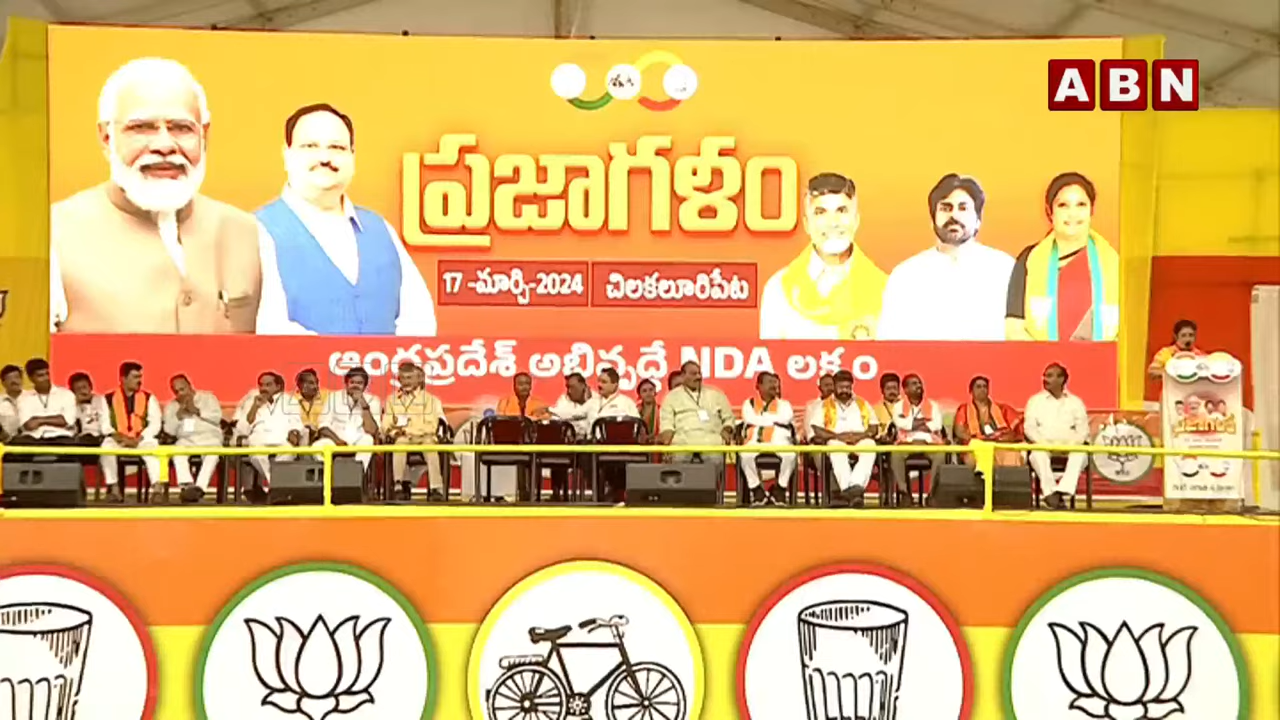 ABN
ప్రజాగళం
17-మార్చి-2024
చిలకలూరిపేట
ఆంధ్రప్రదేశ్ అభివృద్ధే NDA లక్ష్యం